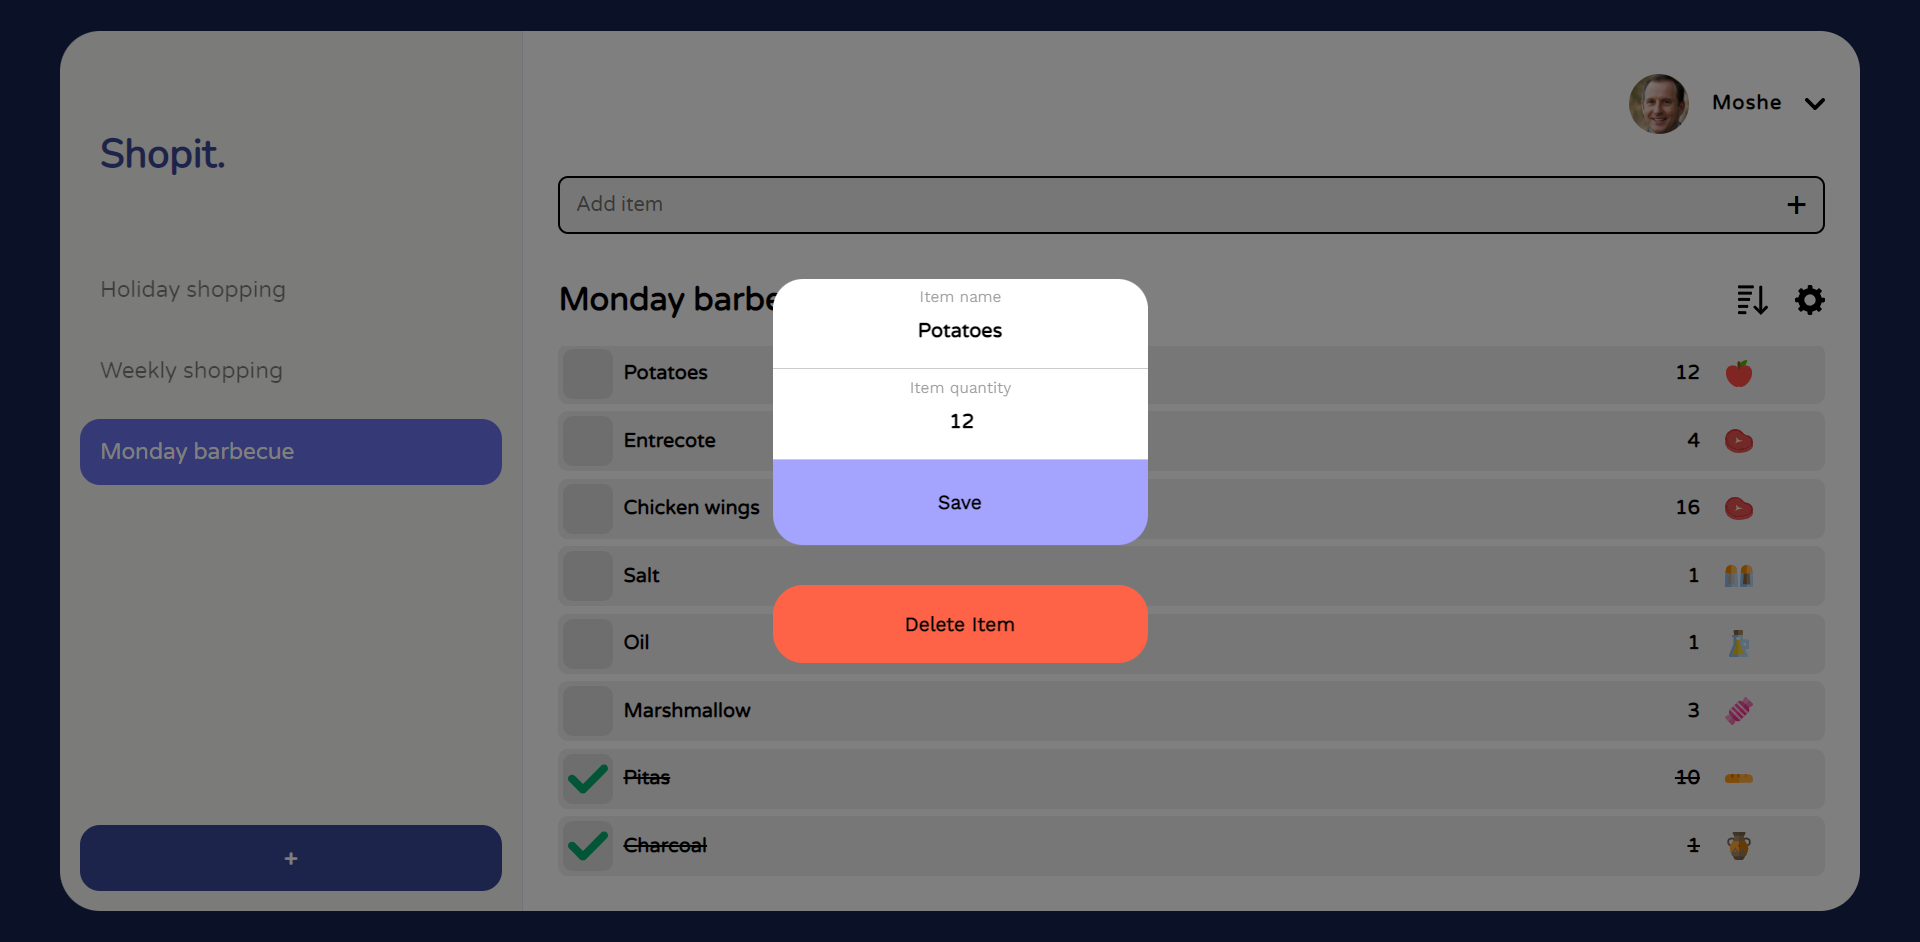 Shopit.
Holiday shopping
Weekly shopping
Monday barbecue
+
Moshe
Add item
+
Monday barbe
Potatoes 12
Entrecote 4
Chicken wings 16
Salt 1
Oil 1
Marshmallow 3
Pitas 10
Charcoal 1
Item name
Potatoes
Item quantity
12
Save
Delete Item